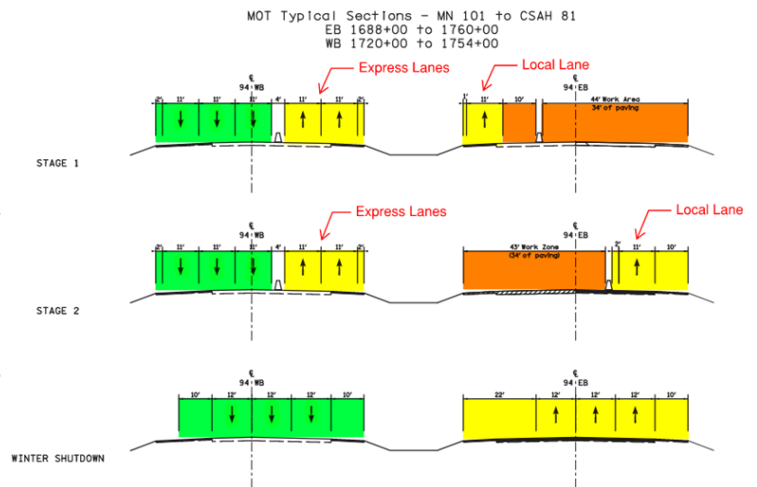 MOT Typical Sections - MN 101 to CSAH 81
EB 1688+00 to 1760+00
WB 1720+00 to 1754+00
Express Lanes
Local Lane
℄
94 WB
℄
94 EB
2' 11' 11' 11' 4' 11' 11'
1' 11' 10' 44' Work Area
34' of paving
STAGE 1
Express Lanes
Local Lane
℄
94 WB
℄
94 EB
2' 11' 11' 11' 4' 11' 11' 2'
43' Work Zone 2' 11' 10'
(34' of paving)
STAGE 2
℄
94 WB
℄
94 EB
10' 12' 12' 12' 10'
22' 12' 12' 12' 10'
WINTER SHUTDOWN